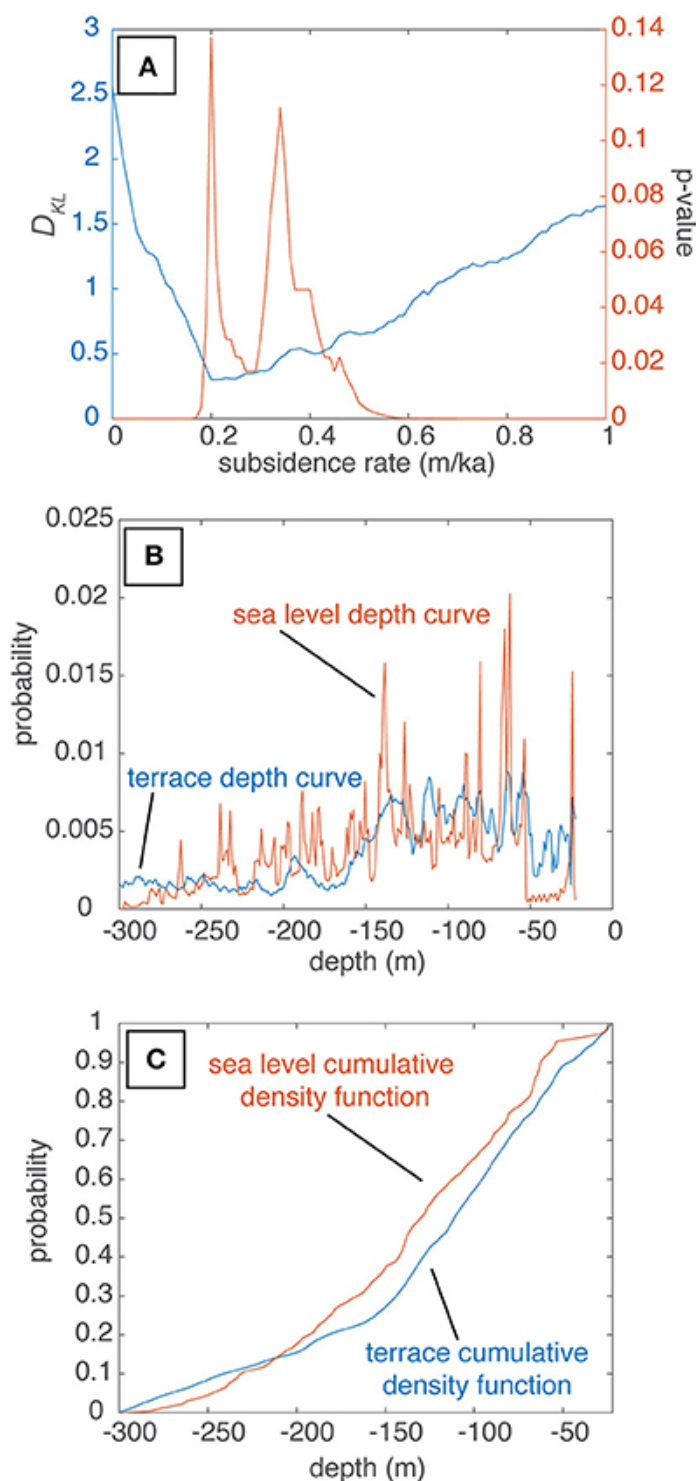 A
3
2.5
2
1.5
1
0.5
0
D_KL
0.14
0.12
0.1
0.08
0.06
0.04
0.02
0
p-value
0 0.2 0.4 0.6 0.8 1
subsidence rate (m/ka)
B
0.025
0.02
0.015
0.01
0.005
0
probability
sea level depth curve
terrace depth curve
-300 -250 -200 -150 -100 -50 0
depth (m)
C
1
0.9
0.8
0.7
0.6
0.5
0.4
0.3
0.2
0.1
0
probability
sea level cumulative
density function
terrace cumulative
density function
-300 -250 -200 -150 -100 -50
depth (m)